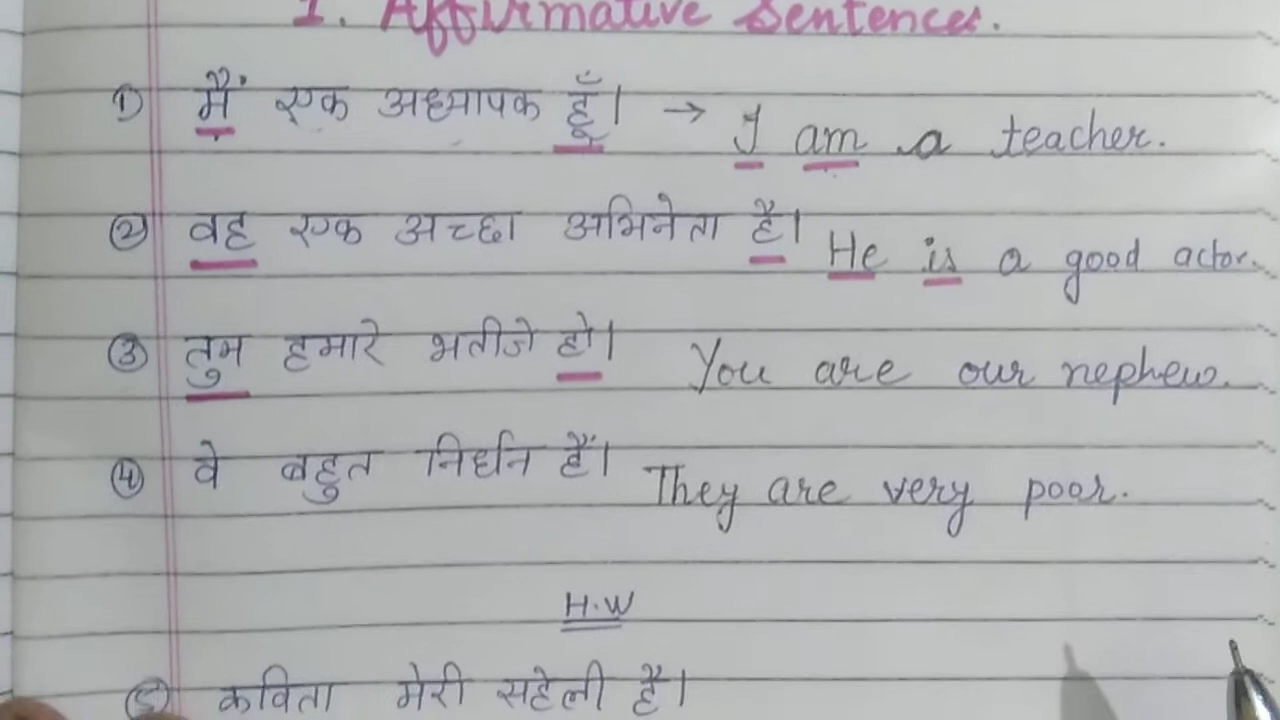 1. Affirmative Sentences.
① मैं एक अध्यापक हूँ। → I am a teacher.
② वह एक अच्छा अभिनेता है। He is a good actor.
③ तुम हमारे भतीजे हो। You are our nephew.
④ वे बहुत निर्धन हैं। They are very poor.
H.W
⑤ कविता मेरी सहेली है।